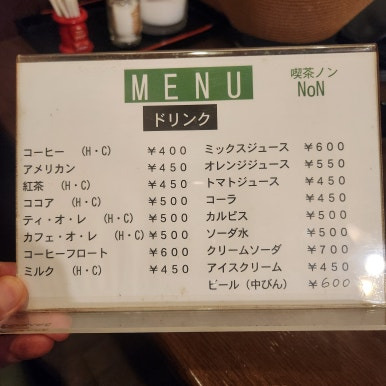 MENU
喫茶ノン
NoN
ドリンク
コーヒー (H・C) ¥400
アメリカン ¥450
紅茶 (H・C) ¥450
ココア (H・C) ¥500
ティ・オ・レ (H・C) ¥500
カフェ・オ・レ (H・C) ¥500
コーヒーフロート ¥600
ミルク (H・C) ¥450
ミックスジュース ¥600
オレンジジュース ¥550
トマトジュース ¥450
コーラ ¥450
カルピス ¥500
ソーダ水 ¥500
クリームソーダ ¥700
アイスクリーム ¥450
ビール (中びん) ¥600